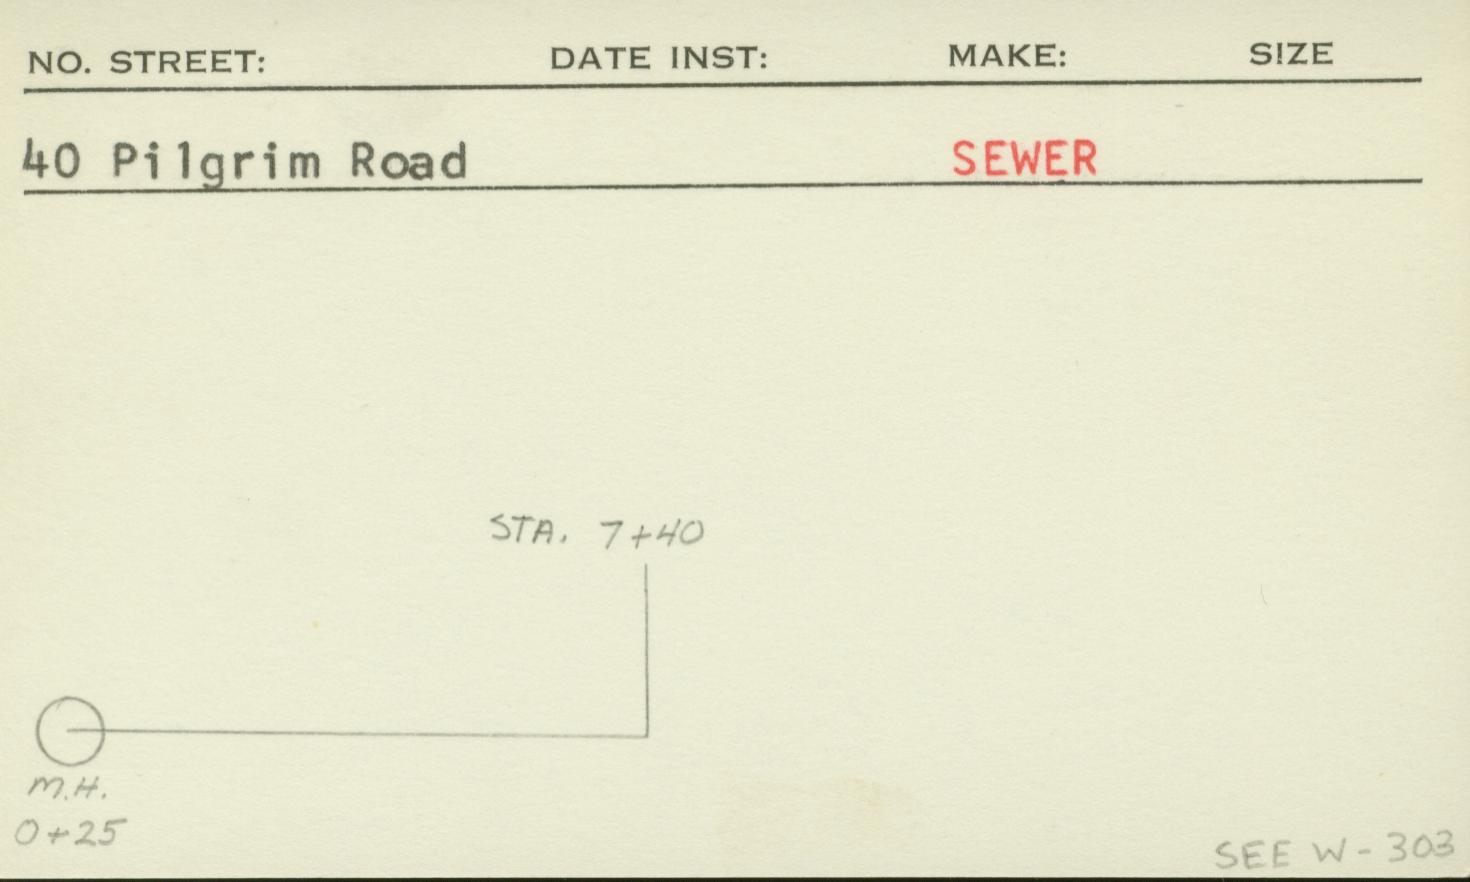 NO. STREET: DATE INST: MAKE: SIZE
40 Pilgrim Road SEWER
STA. 7+40
M.H.
0+25
SEE W-303